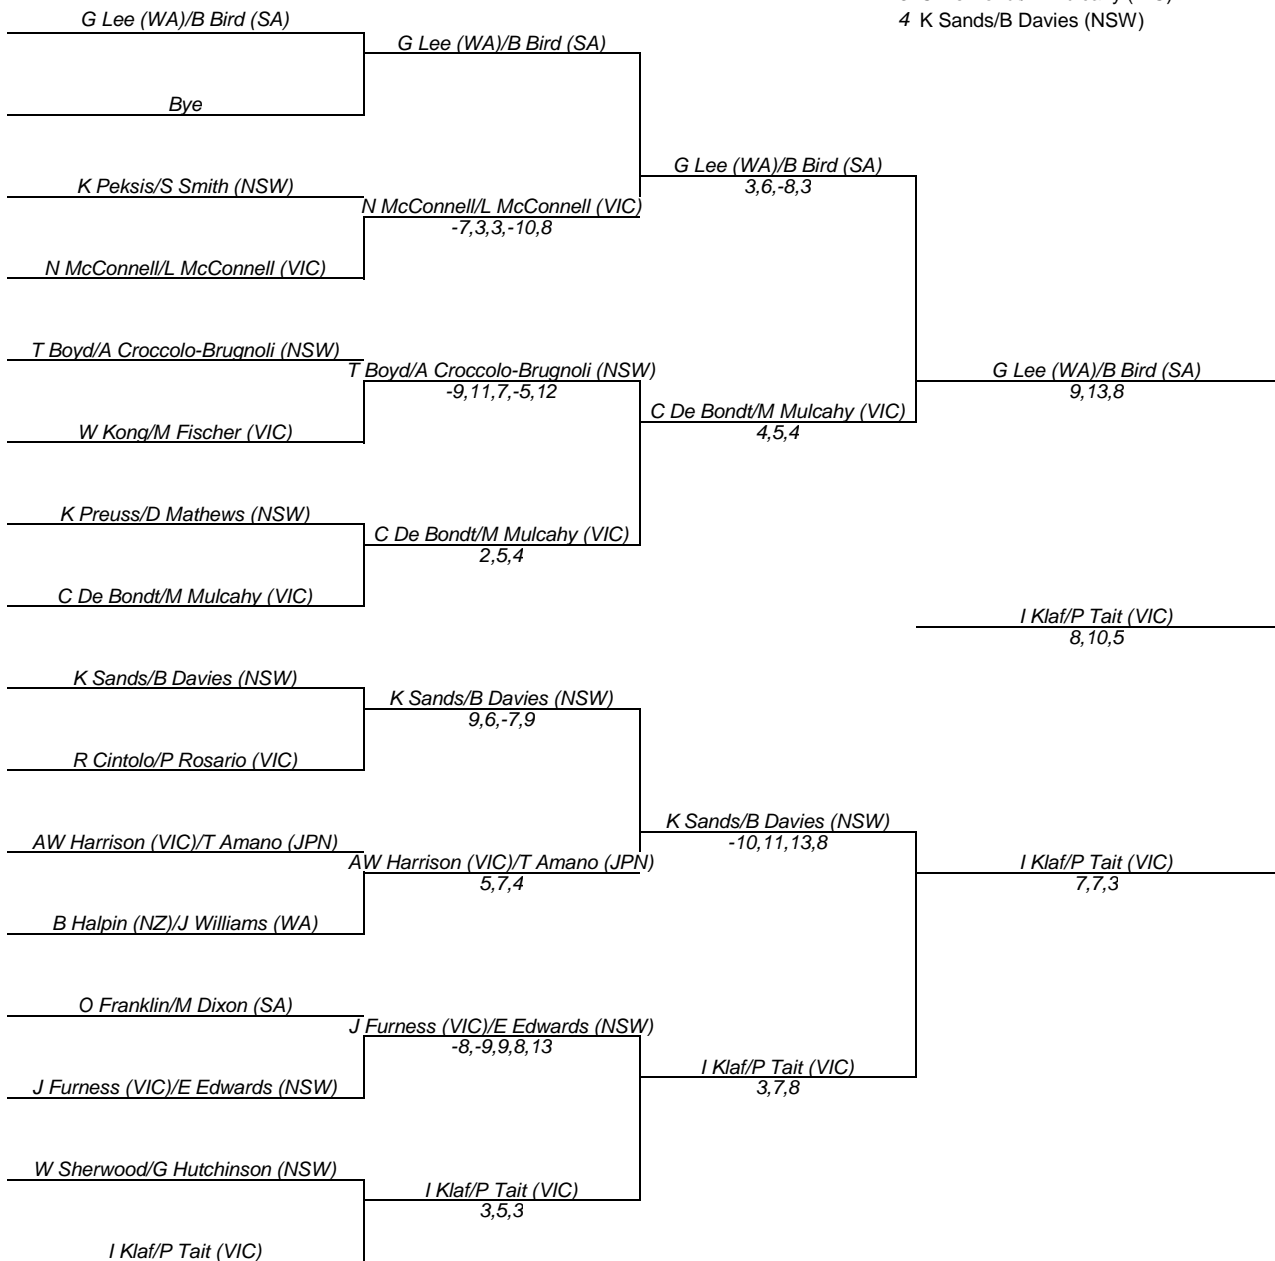 4 K Sands/B Davies (NSW)
G Lee (WA)/B Bird (SA)
Bye
K Peksis/S Smith (NSW)
N McConnell/L McConnell (VIC)
T Boyd/A Croccolo-Brugnoli (NSW)
W Kong/M Fischer (VIC)
K Preuss/D Mathews (NSW)
C De Bondt/M Mulcahy (VIC)
K Sands/B Davies (NSW)
R Cintolo/P Rosario (VIC)
AW Harrison (VIC)/T Amano (JPN)
B Halpin (NZ)/J Williams (WA)
O Franklin/M Dixon (SA)
J Furness (VIC)/E Edwards (NSW)
W Sherwood/G Hutchinson (NSW)
I Klaf/P Tait (VIC)
G Lee (WA)/B Bird (SA)
N McConnell/L McConnell (VIC)
-7,3,3,-10,8
T Boyd/A Croccolo-Brugnoli (NSW)
-9,11,7,-5,12
C De Bondt/M Mulcahy (VIC)
2,5,4
K Sands/B Davies (NSW)
9,6,-7,9
AW Harrison (VIC)/T Amano (JPN)
5,7,4
J Furness (VIC)/E Edwards (NSW)
-8,-9,9,8,13
I Klaf/P Tait (VIC)
3,5,3
G Lee (WA)/B Bird (SA)
3,6,-8,3
C De Bondt/M Mulcahy (VIC)
4,5,4
K Sands/B Davies (NSW)
-10,11,13,8
I Klaf/P Tait (VIC)
3,7,8
G Lee (WA)/B Bird (SA)
9,13,8
I Klaf/P Tait (VIC)
8,10,5
I Klaf/P Tait (VIC)
7,7,3